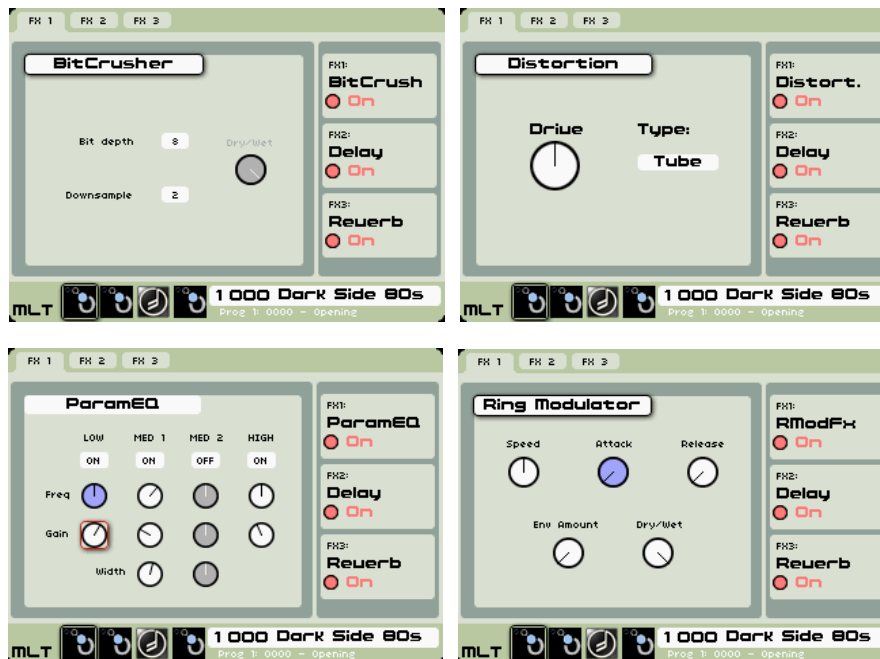 FX 1 FX 2 FX 3
BitCrusher
Bit depth 8
Downsample 2
Dry/Wet
FX1:
BitCrush
On
FX2:
Delay
On
FX3:
Reverb
On
MLT
1 000 Dark Side 80s
Prog 1: 0000 - Opening
FX 1 FX 2 FX 3
Distortion
Drive
Type:
Tube
FX1:
Distort.
On
FX2:
Delay
On
FX3:
Reverb
On
MLT
1 000 Dark Side 80s
Prog 1: 0000 - Opening
FX 1 FX 2 FX 3
ParamEQ
LOW MED 1 MED 2 HIGH
ON ON OFF ON
Freq
Gain
Width
FX1:
ParamEQ
On
FX2:
Delay
On
FX3:
Reverb
On
MLT
1 000 Dark Side 80s
Prog 1: 0000 - Opening
FX 1 FX 2 FX 3
Ring Modulator
Speed Attack Release
Env Amount Dry/Wet
FX1:
RModFx
On
FX2:
Delay
On
FX3:
Reverb
On
MLT
1 000 Dark Side 80s
Prog 1: 0000 - Opening